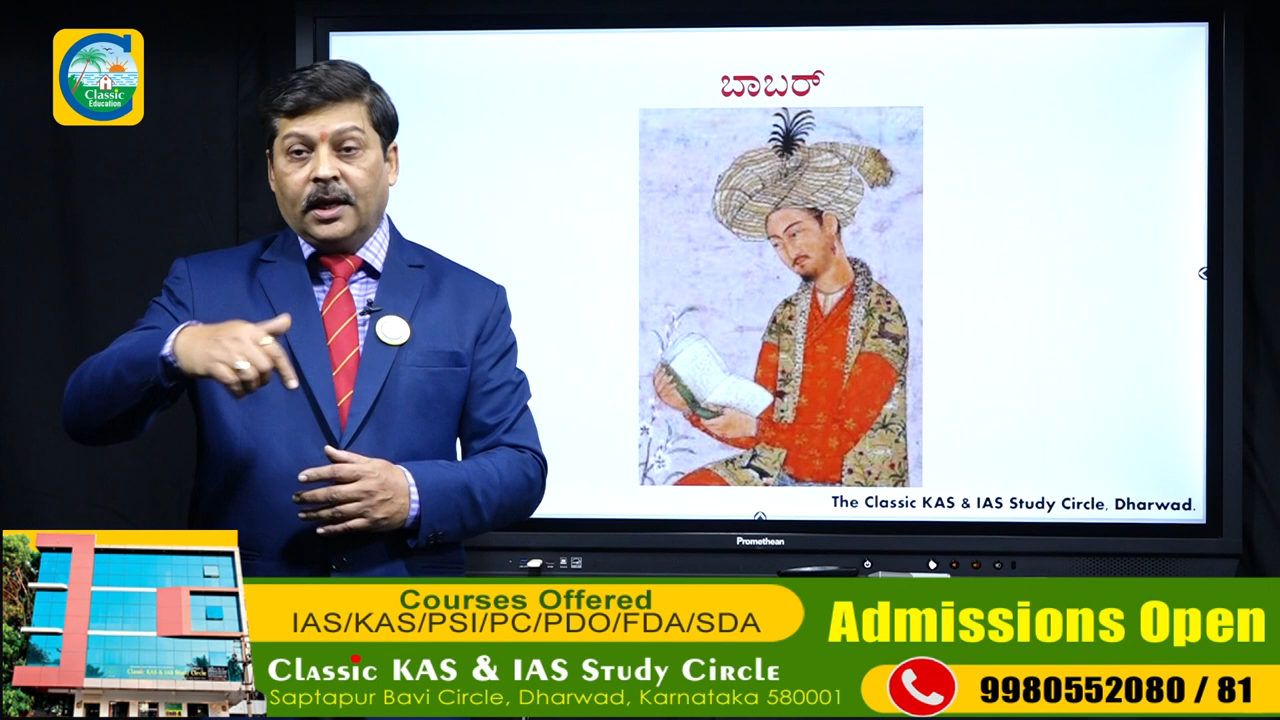 Classic
Education
ಬಾಬರ್
The Classic KAS & IAS Study Circle, Dharwad.
Promethean
Courses Offered
IAS/KAS/PSI/PC/PDO/FDA/SDA
Admissions Open
Classic KAS & IAS Study Circle
Saptapur Bavi Circle, Dharwad, Karnataka 580001
9980552080 / 81